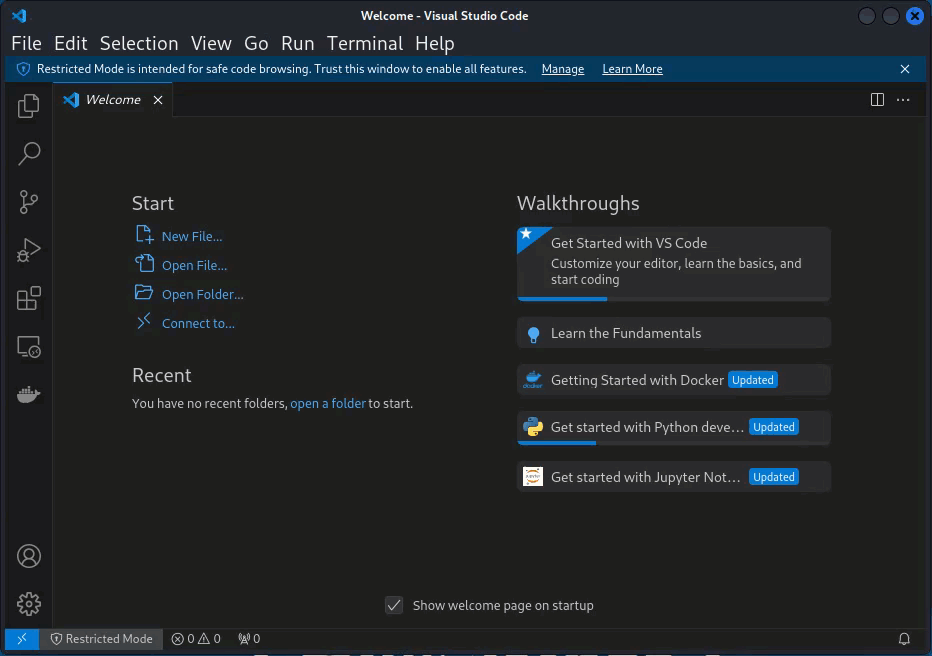 Welcome - Visual Studio Code
File Edit Selection View Go Run Terminal Help
Restricted Mode is intended for safe code browsing. Trust this window to enable all features. Manage Learn More
Welcome
Start
New File...
Open File...
Open Folder...
Connect to...
Recent
You have no recent folders, open a folder to start.
Walkthroughs
Get Started with VS Code
Customize your editor, learn the basics, and
start coding
Learn the Fundamentals
Getting Started with Docker Updated
Get started with Python deve... Updated
Get started with Jupyter Not... Updated
Show welcome page on startup
Restricted Mode 0 0 0